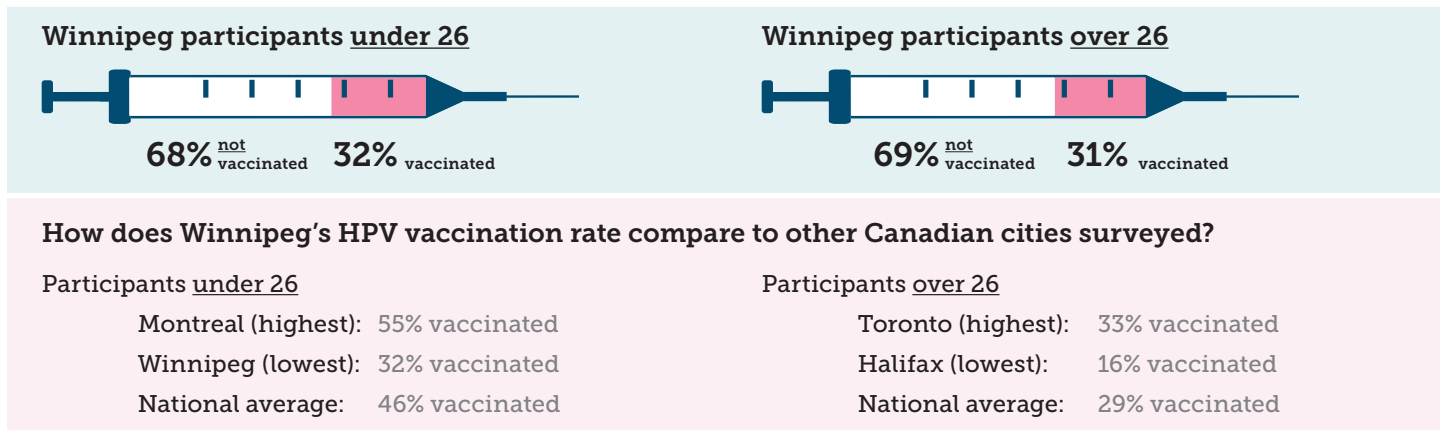 Winnipeg participants under 26
68% not vaccinated 32% vaccinated
Winnipeg participants over 26
69% not vaccinated 31% vaccinated
How does Winnipeg's HPV vaccination rate compare to other Canadian cities surveyed?
Participants under 26
Montreal (highest): 55% vaccinated
Winnipeg (lowest): 32% vaccinated
National average: 46% vaccinated
Participants over 26
Toronto (highest): 33% vaccinated
Halifax (lowest): 16% vaccinated
National average: 29% vaccinated